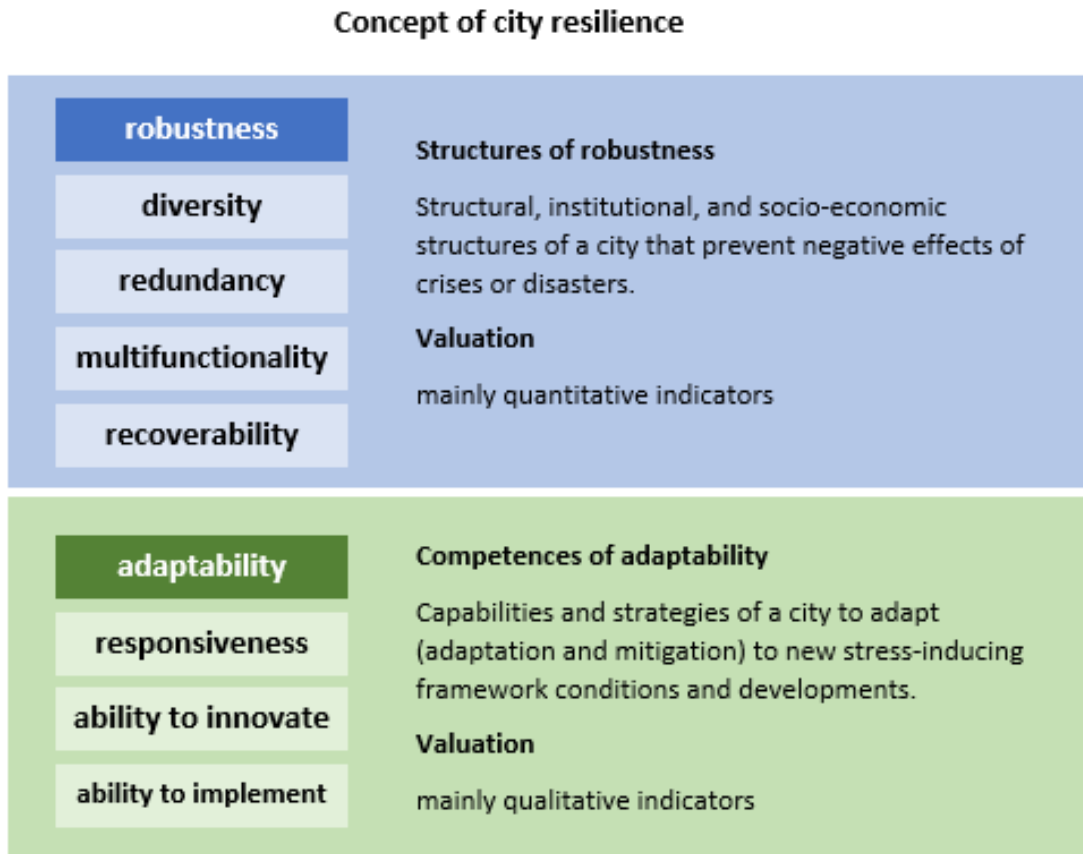 Concept of city resilience
robustness
diversity
redundancy
multifunctionality
recoverability
Structures of robustness
Structural, institutional, and socio-economic
structures of a city that prevent negative effects of
crises or disasters.
Valuation
mainly quantitative indicators
adaptability
responsiveness
ability to innovate
ability to implement
Competences of adaptability
Capabilities and strategies of a city to adapt
(adaptation and mitigation) to new stress-inducing
framework conditions and developments.
Valuation
mainly qualitative indicators